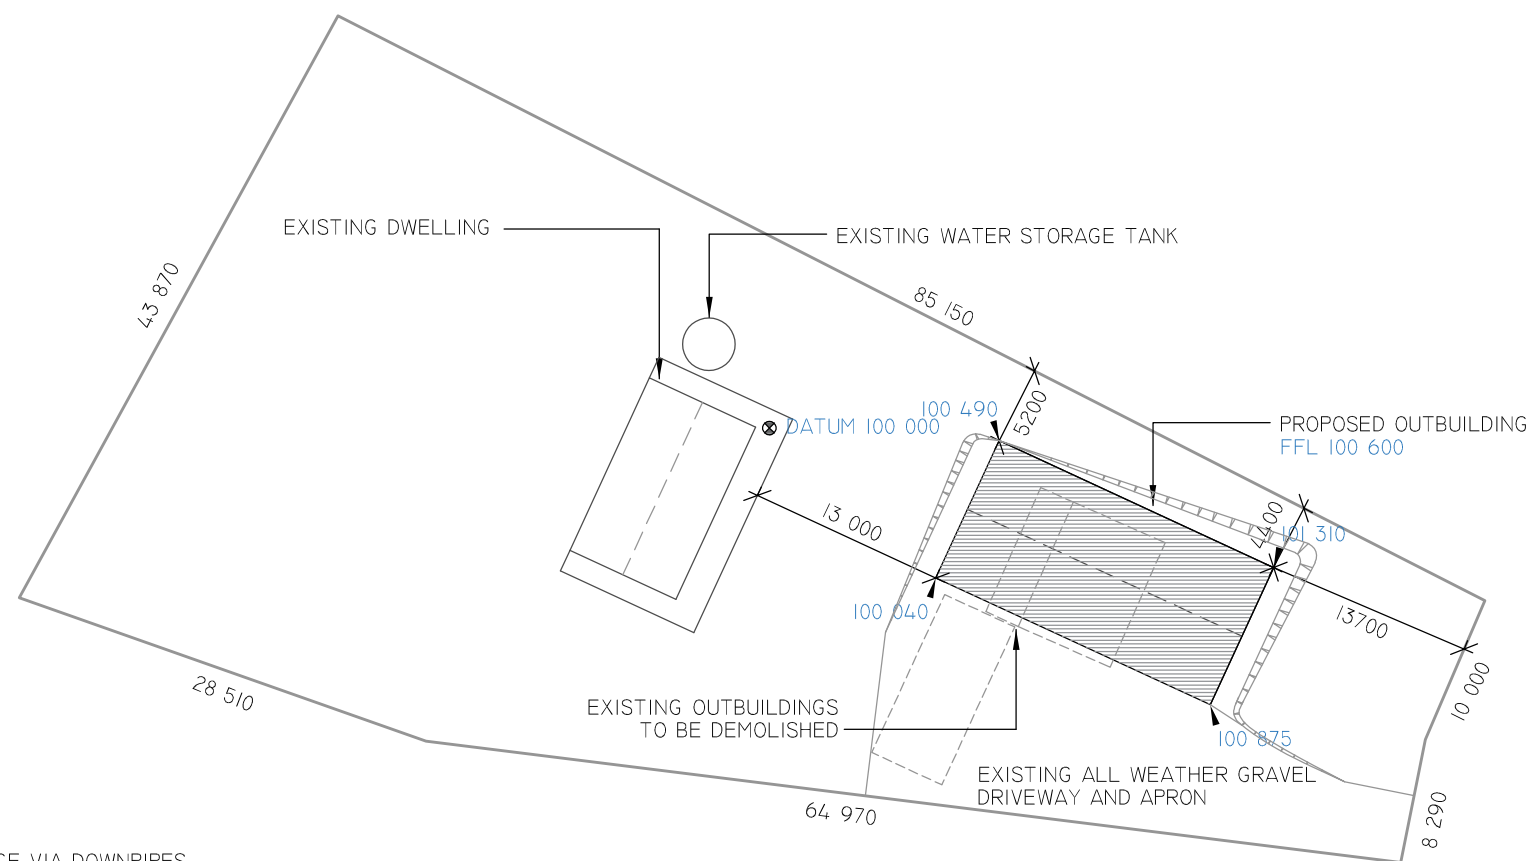 EXISTING DWELLING
EXISTING WATER STORAGE TANK
43 870
85 150
5200
100 490
DATUM 100 000
PROPOSED OUTBUILDING
FFL 100 600
13 000
4400
101 310
100 040
13700
28 510
10 000
EXISTING OUTBUILDINGS
TO BE DEMOLISHED
100 875
EXISTING ALL WEATHER GRAVEL
DRIVEWAY AND APRON
64 970
8 290
VIA DOWNPIPES